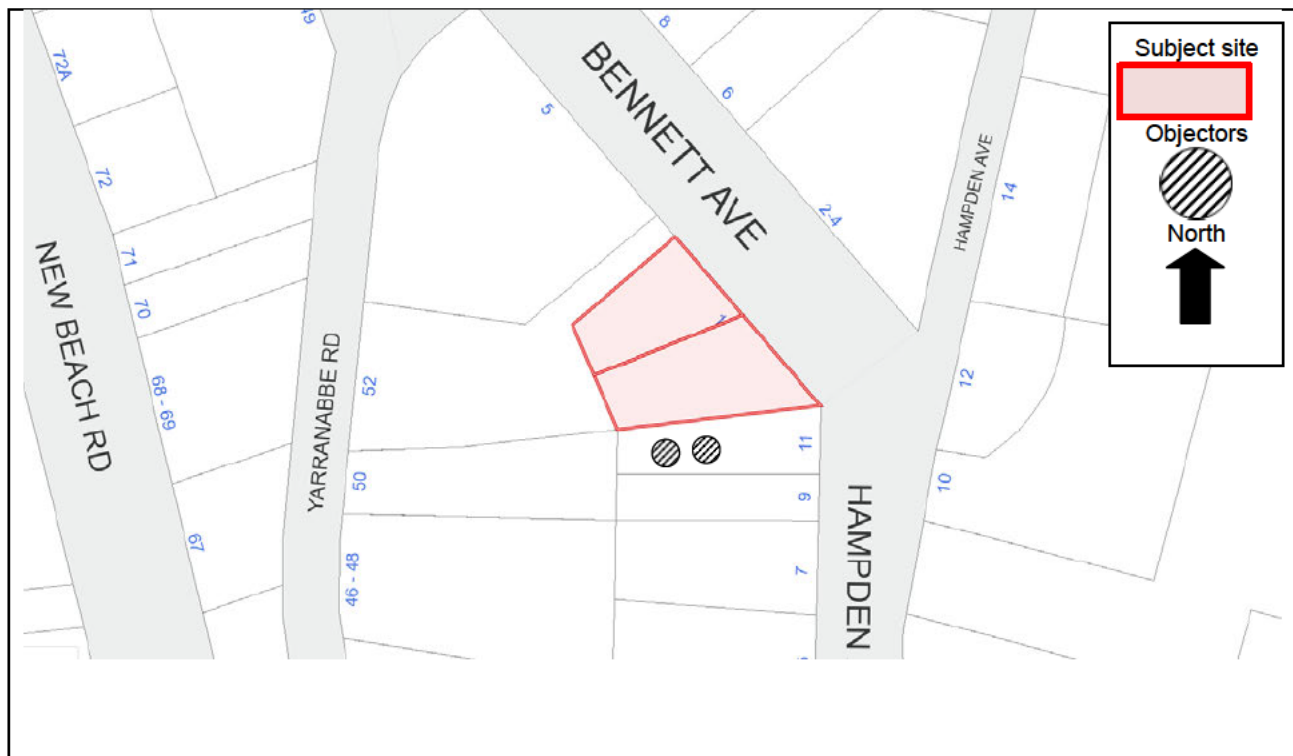 49
72A
72
71
70
68 - 69
67
NEW BEACH RD
YARRANABBE RD
52
50
46 - 48
5
BENNETT AVE
8
6
2-4
1
HAMPDEN AVE
14
12
10
11
9
7
HAMPDEN
Subject site
Objectors
North